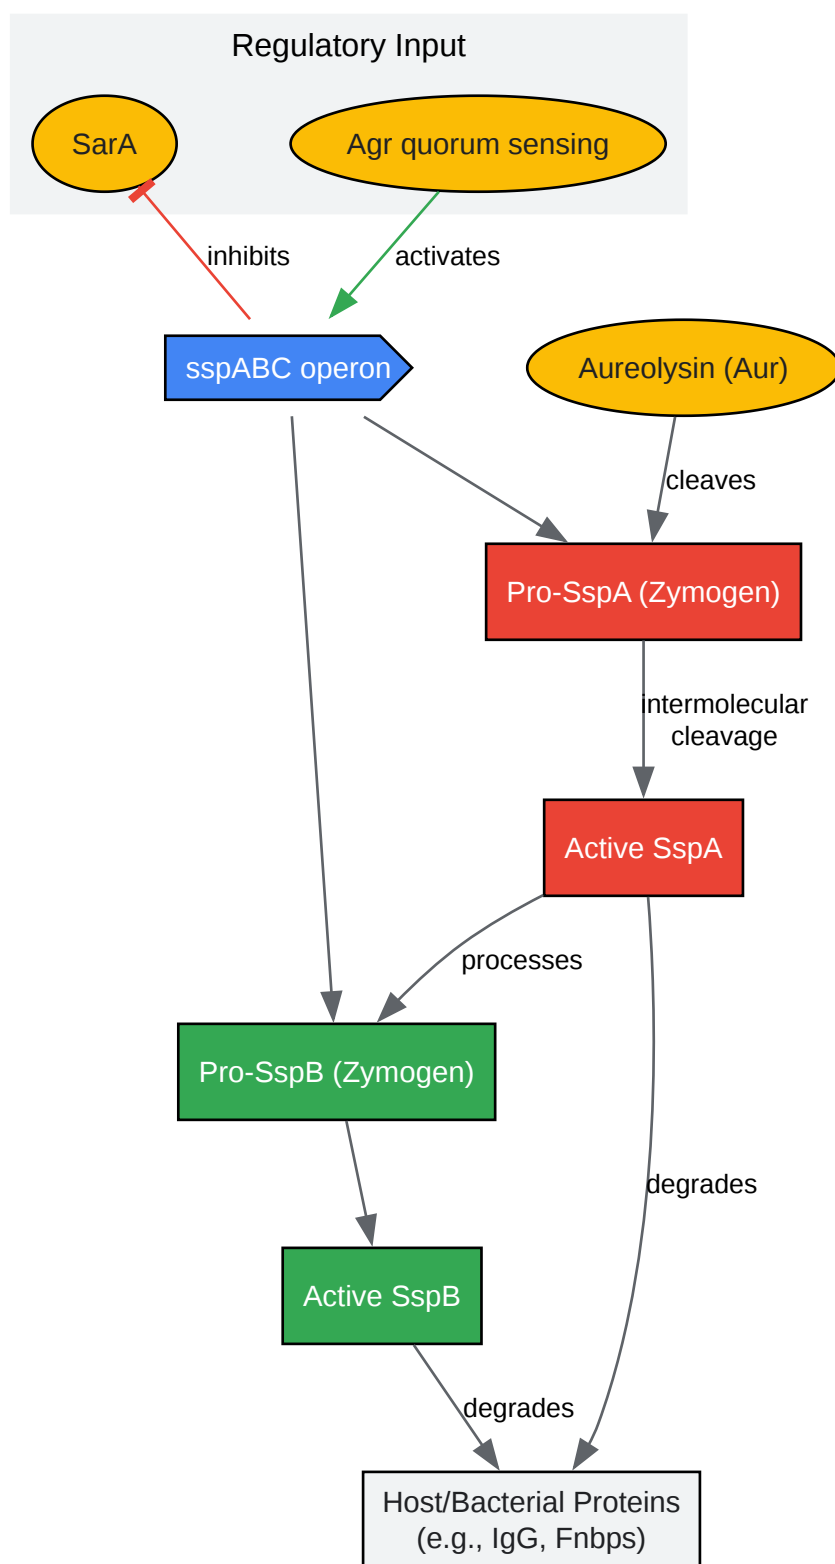 Regulatory Input
SarA
Agr quorum sensing
inhibits
activates
sspABC operon
Aureolysin (Aur)
cleaves
Pro-SspA (Zymogen)
intermolecular
cleavage
Active SspA
processes
Pro-SspB (Zymogen)
degrades
Active SspB
degrades
Host/Bacterial Proteins
(e.g., IgG, Fnbps)